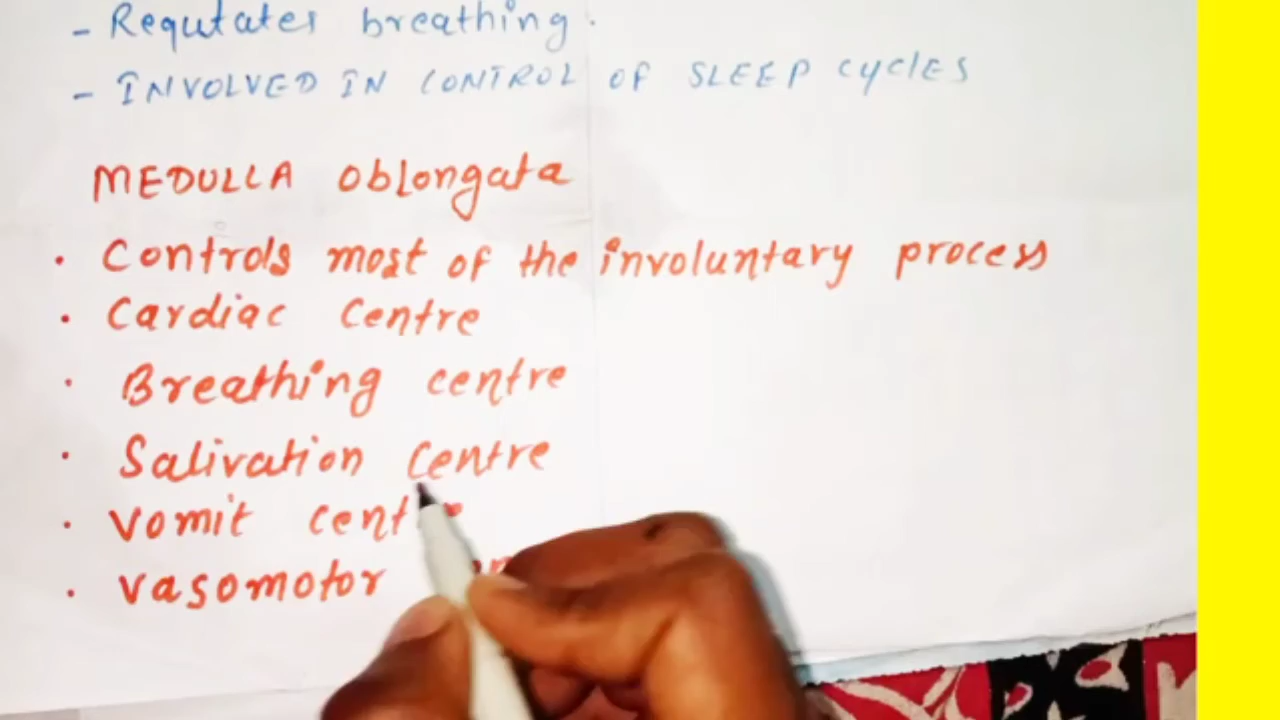 - Regutates breathing.
- INVOLVED IN CONTROL OF SLEEP CYCLES
MEDULLA OBLONGATA
• Controls most of the involuntary process
• Cardiac Centre
• Breathing centre
• Salivation Centre
• Vomit
• Vasomotor